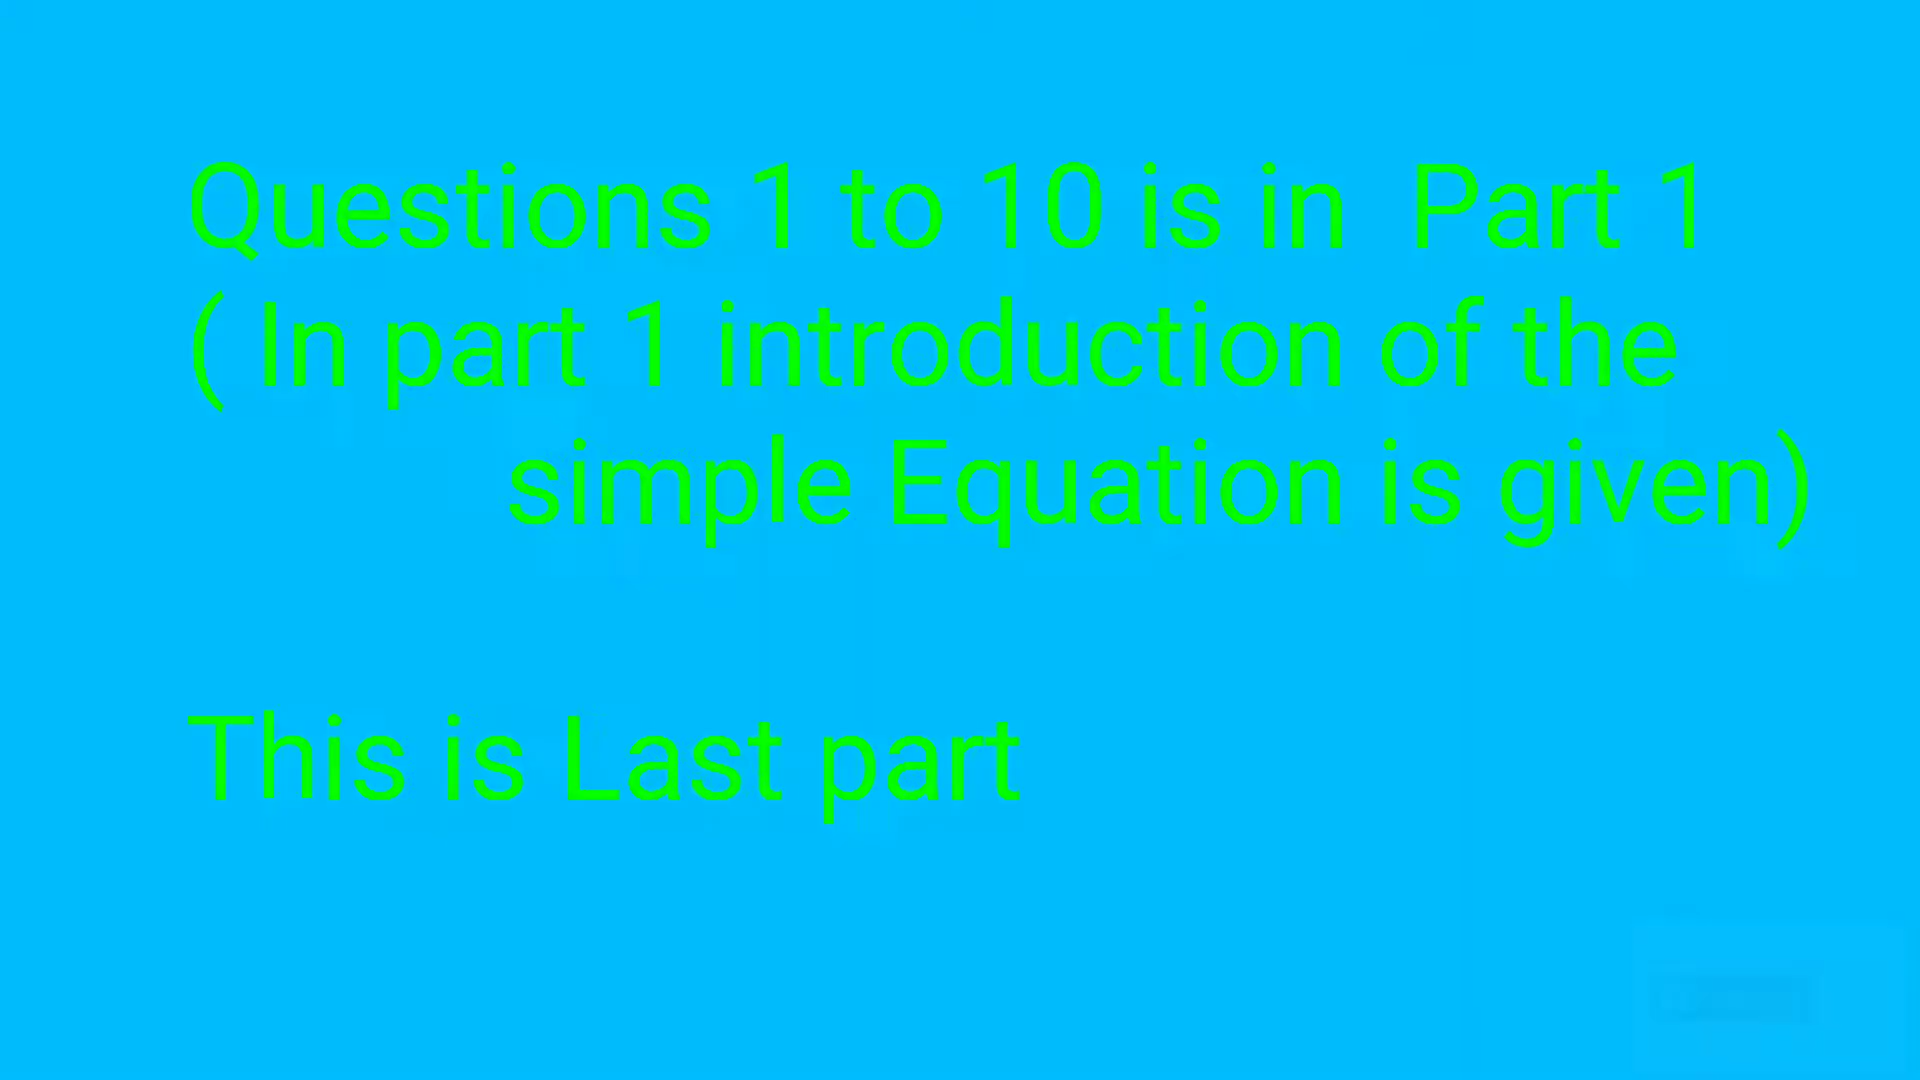 Questions 1 to 10 is in Part 1
( In part 1 introduction of the
simple Equation is given)
This is Last part